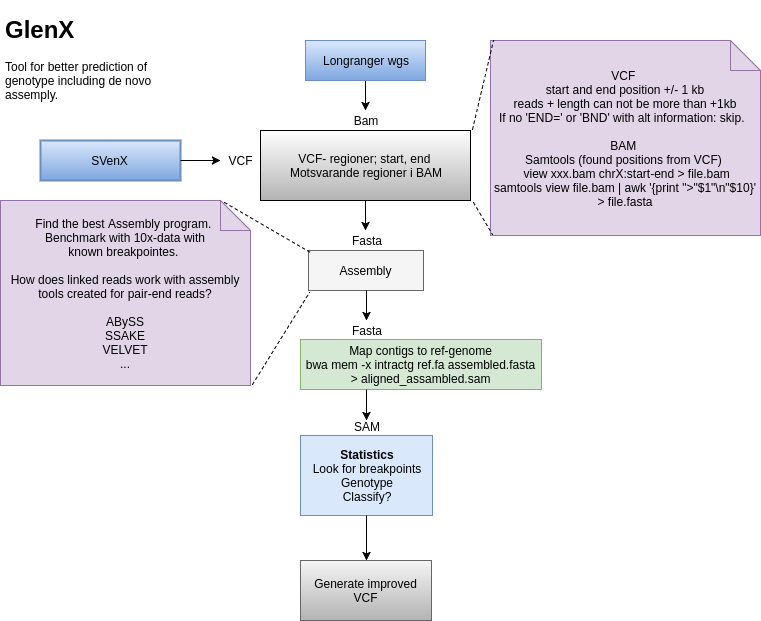 GlenX
Tool for better prediction of
genotype including de novo
assemply.
Longranger wgs
Bam
SVenX
VCF
VCF- regioner; start, end
Motsvarande regioner i BAM
VCF
start and end position +/- 1 kb
reads + length can not be more than +1kb
If no 'END=' or 'BND' with alt information: skip.
BAM
Samtools (found positions from VCF)
view xxx.bam chrX:start-end > file.bam
samtools view file.bam | awk '{print ">"$1"\n"$10}'
> file.fasta
Find the best Assembly program.
Benchmark with 10x-data with
known breakpointes.
How does linked reads work with assembly
tools created for pair-end reads?
ABySS
SSAKE
VELVET
...
Fasta
Assembly
Fasta
Map contigs to ref-genome
bwa mem -x intractg ref.fa assembled.fasta
> aligned_assambled.sam
SAM
Statistics
Look for breakpoints
Genotype
Classify?
Generate improved
VCF